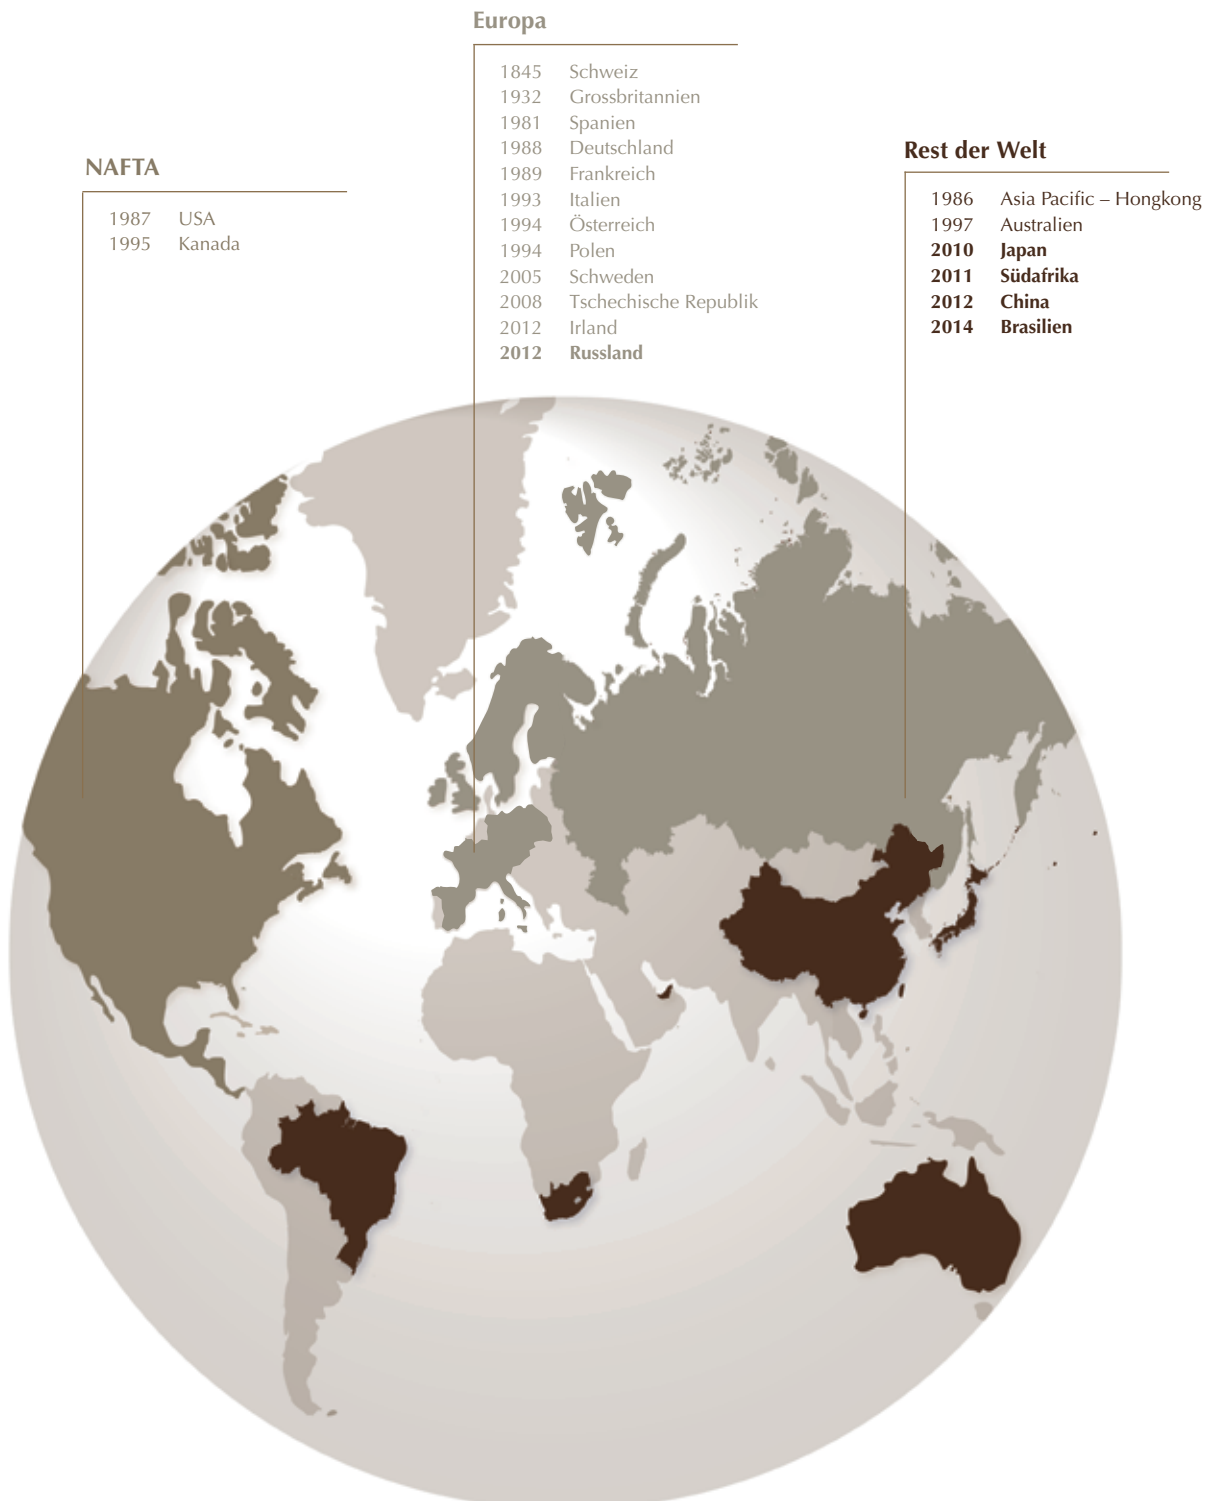 Europa
1845 Schweiz
1932 Grossbritannien
1981 Spanien
1988 Deutschland
1989 Frankreich
1993 Italien
1994 Österreich
1994 Polen
2005 Schweden
2008 Tschechische Republik
2012 Irland
2012 Russland
NAFTA
1987 USA
1995 Kanada
Rest der Welt
1986 Asia Pacific – Hongkong
1997 Australien
2010 Japan
2011 Südafrika
2012 China
2014 Brasilien